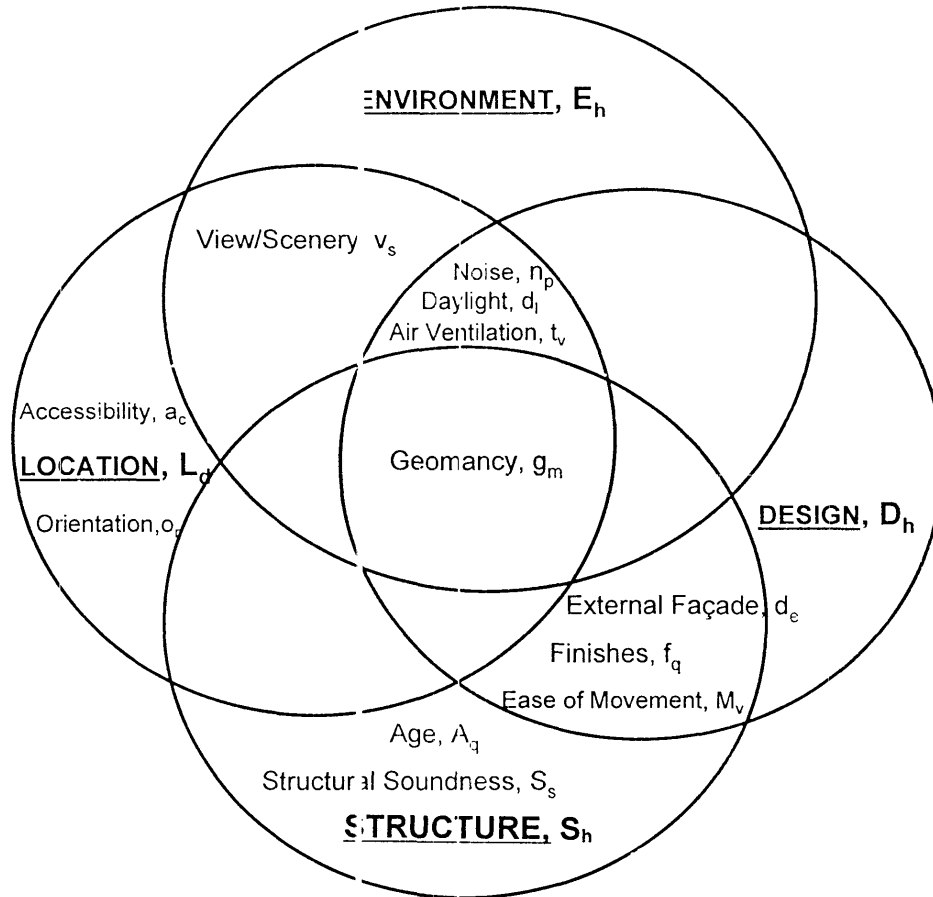 ENVIRONMENT, Eh
View/Scenery vs
Noise, np
Daylight, dl
Air Ventilation, tv
Accessibility, ac
LOCATION, Ld
Orientation, or
Geomancy, gm
DESIGN, Dh
External Façade, de
Finishes, fq
Ease of Movement, Mv
Age, Aq
Structural Soundness, Ss
STRUCTURE, Sh